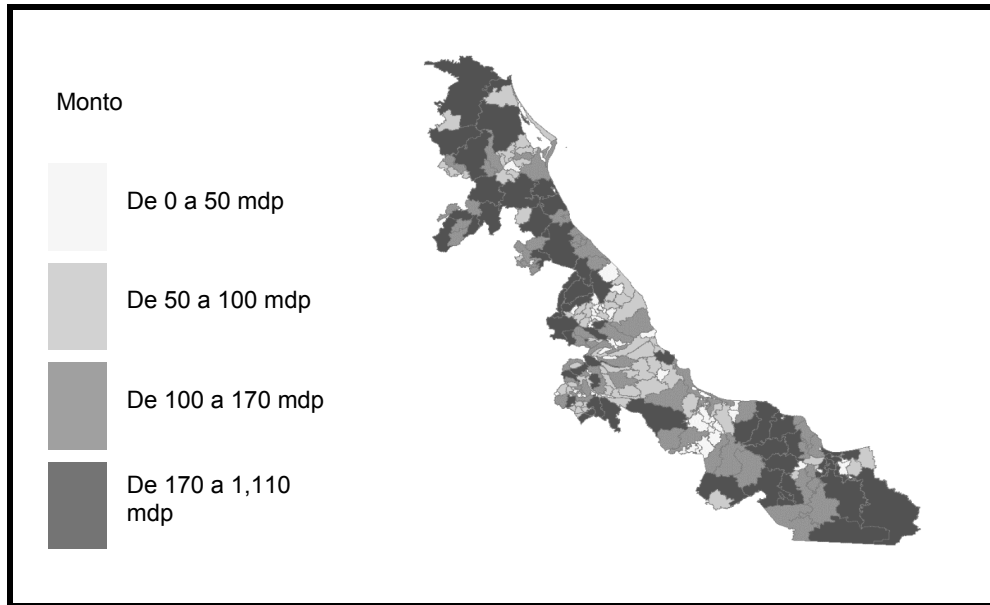 Monto
De 0 a 50 mdp
De 50 a 100 mdp
De 100 a 170 mdp
De 170 a 1,110
mdp